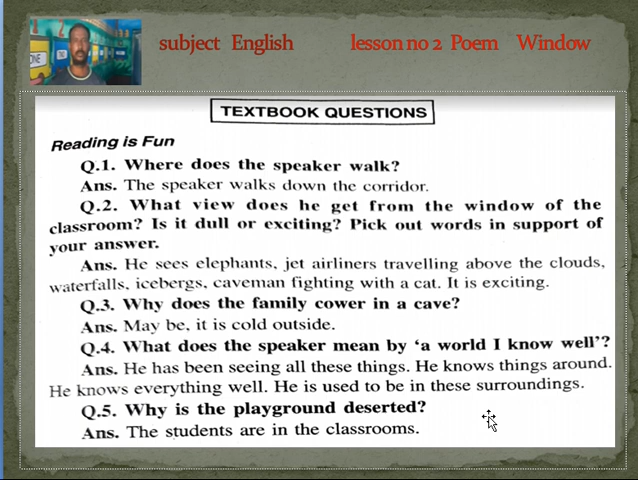 subject English lesson no 2 Poem Window
TEXTBOOK QUESTIONS
Reading is Fun
Q.1. Where does the speaker walk?
Ans. The speaker walks down the corridor.
Q.2. What view does he get from the window of the
classroom? Is it dull or exciting? Pick out words in support of
your answer.
Ans. He sees elephants, jet airliners travelling above the clouds,
waterfalls, icebergs, caveman fighting with a cat. It is exciting.
Q.3. Why does the family cower in a cave?
Ans. May be, it is cold outside.
Q.4. What does the speaker mean by ‘a world I know well’?
Ans. He has been seeing all these things. He knows things around.
He knows everything well. He is used to be in these surroundings.
Q.5. Why is the playground deserted?
Ans. The students are in the classrooms.